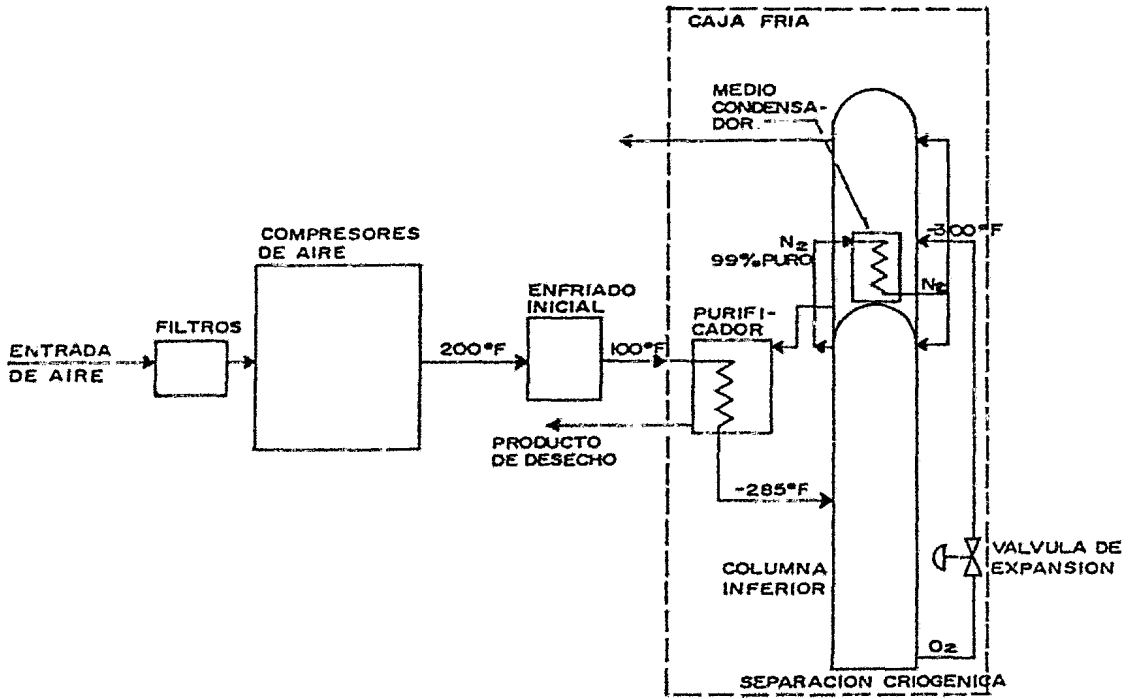 CAJA FRIA
MEDIO
CONDENSA-
DOR.
COMPRESORES
DE AIRE
-300°F
N2
99% PURO
N2
ENFRIADO
INICIAL
PURIFI-
CADOR
FILTROS
ENTRADA
DE AIRE
200°F
100°F
PRODUCTO
DE DESECHO
-285°F
VALVULA DE
EXPANSION
COLUMNA
INFERIOR
O2
SEPARACION CRIOGENICA